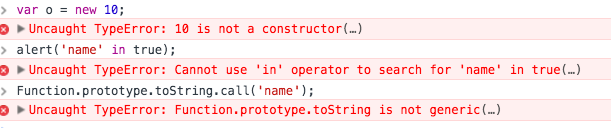 > var o = new 10;
▶ Uncaught TypeError: 10 is not a constructor(…)
> alert('name' in true);
▶ Uncaught TypeError: Cannot use 'in' operator to search for 'name' in true(…)
> Function.prototype.toString.call('name');
▶ Uncaught TypeError: Function.prototype.toString is not generic(…)